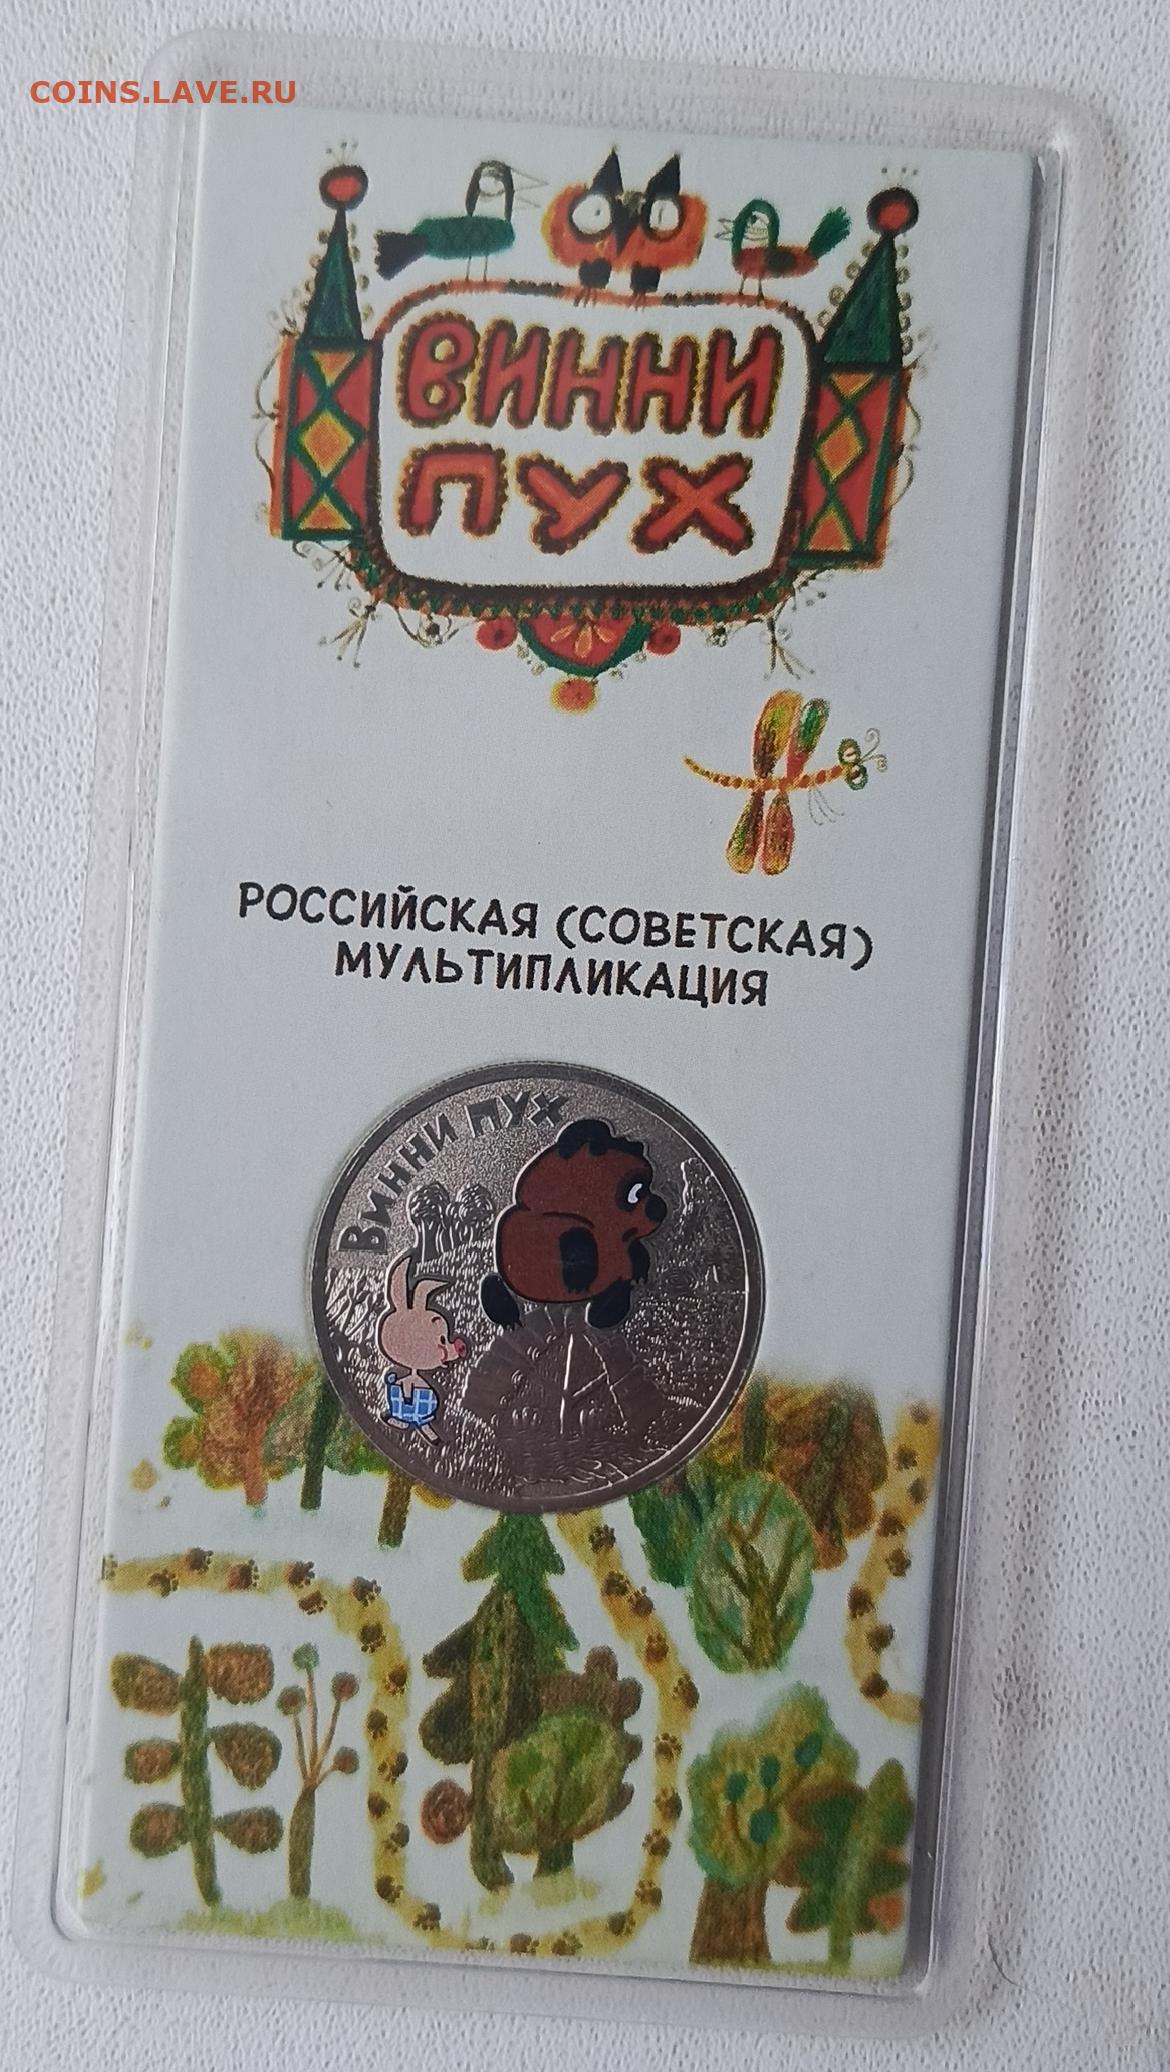 COINS.LAVE.RU
ВИННИ
ПУХ
РОССИЙСКАЯ (СОВЕТСКАЯ)
МУЛЬТИПЛИКАЦИЯ
ВИННИ ПУХ